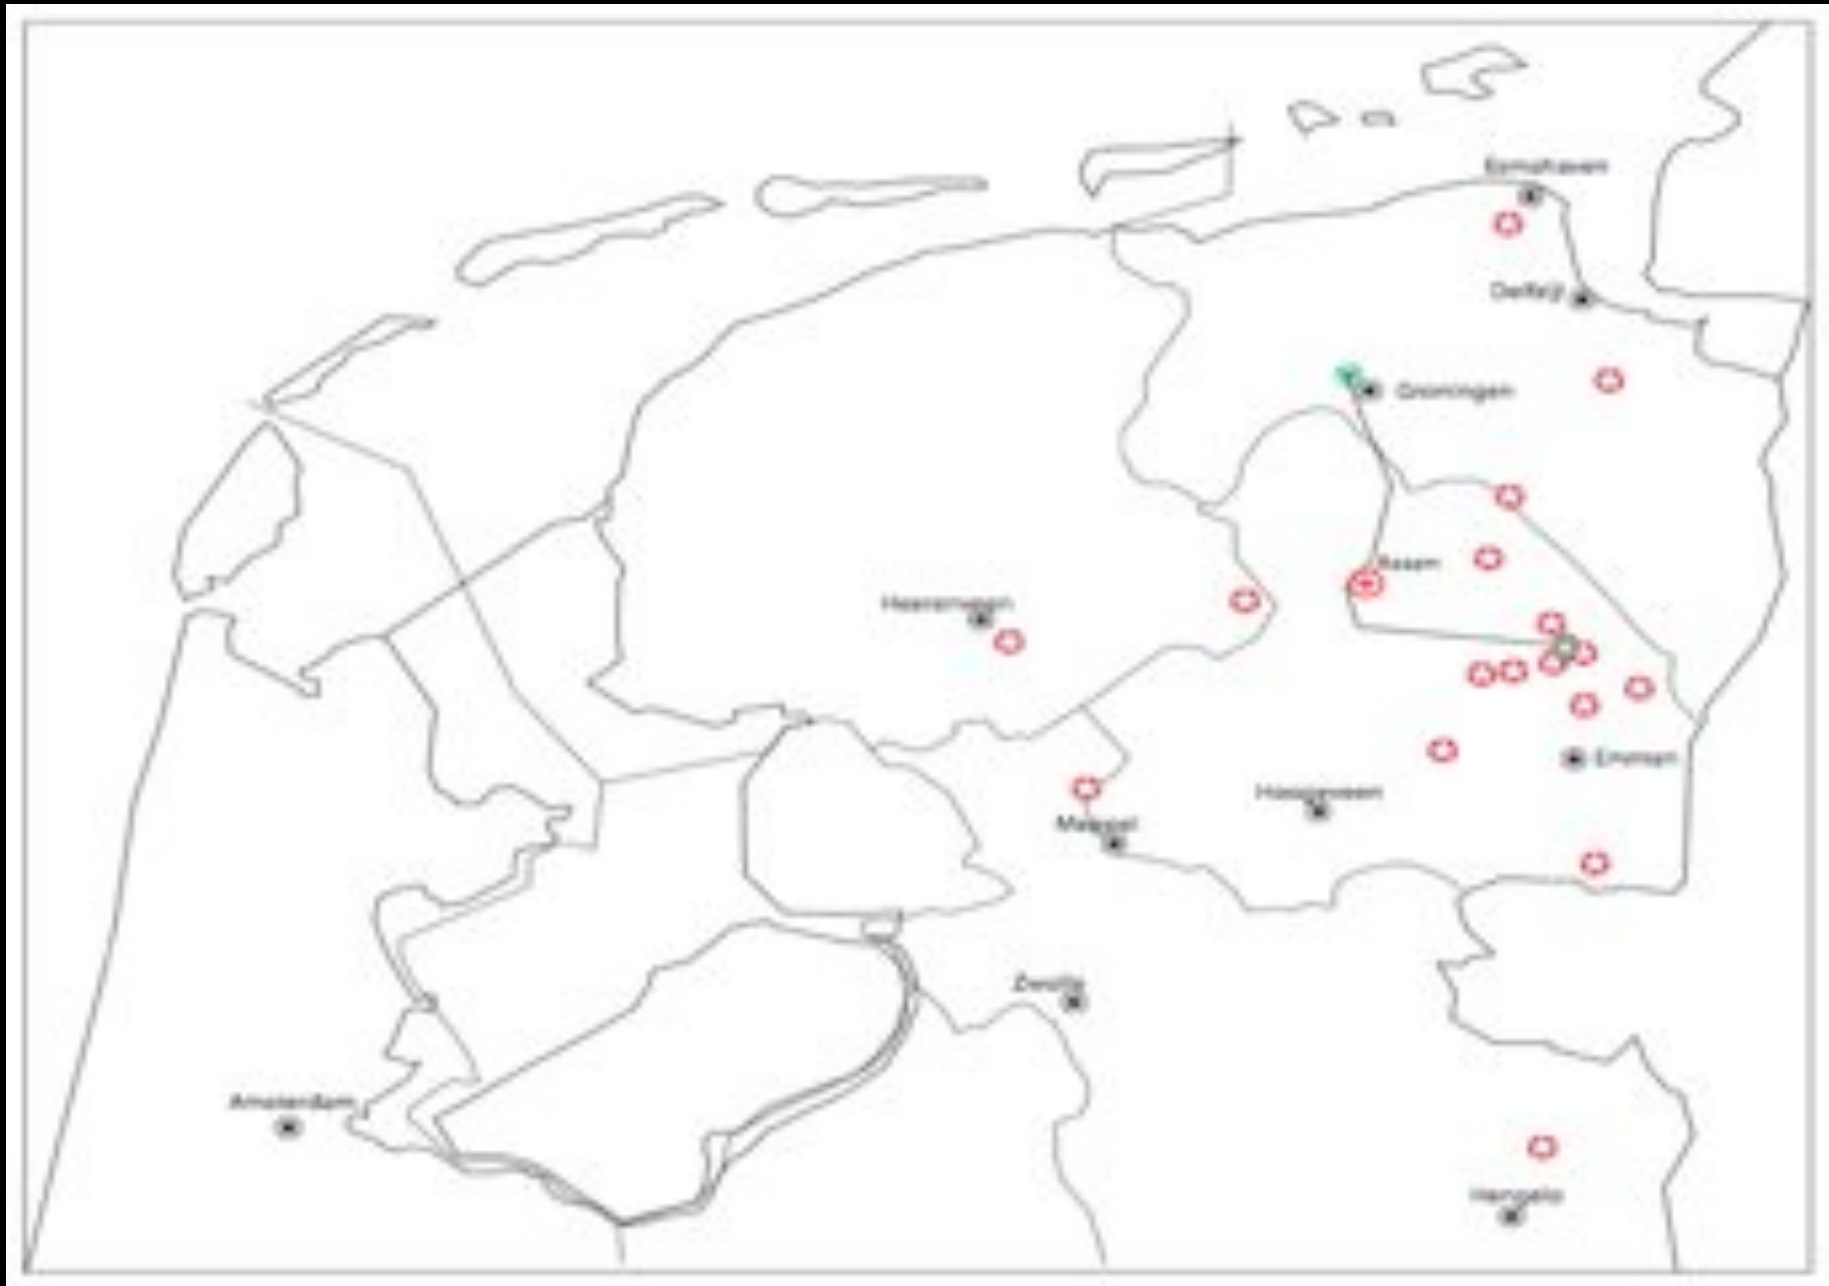 Eemshaven
Delfzijl
Groningen
Assen
Heerenveen
Emmen
Hoogeveen
Meppel
Zwolle
Amsterdam
Hengelo